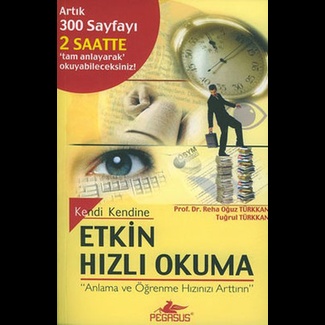 Artık
300 Sayfayı
2 SAATTE
'tam anlayarak'
okuyabileceksiniz!
ÖSYM
Kendi Kendine
Prof. Dr. Reha Oğuz TÜRKKAN
Tuğrul TÜRKKAN
ETKİN
HIZLI OKUMA
"Anlama ve Öğrenme Hızınızı Arttırın"
PEGASUS